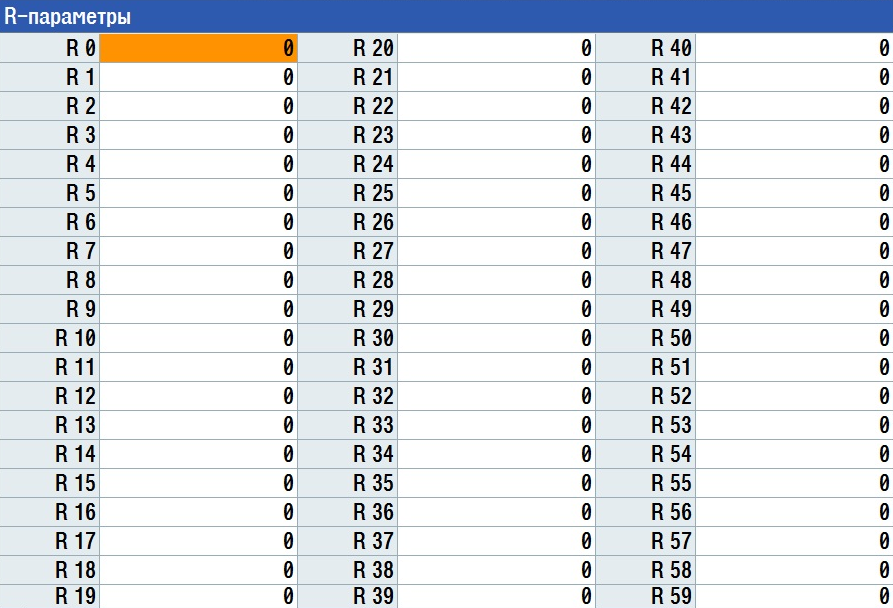 R-параметры
R 0 0 R 20 0 R 40 0
R 1 0 R 21 0 R 41 0
R 2 0 R 22 0 R 42 0
R 3 0 R 23 0 R 43 0
R 4 0 R 24 0 R 44 0
R 5 0 R 25 0 R 45 0
R 6 0 R 26 0 R 46 0
R 7 0 R 27 0 R 47 0
R 8 0 R 28 0 R 48 0
R 9 0 R 29 0 R 49 0
R 10 0 R 30 0 R 50 0
R 11 0 R 31 0 R 51 0
R 12 0 R 32 0 R 52 0
R 13 0 R 33 0 R 53 0
R 14 0 R 34 0 R 54 0
R 15 0 R 35 0 R 55 0
R 16 0 R 36 0 R 56 0
R 17 0 R 37 0 R 57 0
R 18 0 R 38 0 R 58 0
R 19 0 R 39 0 R 59 0